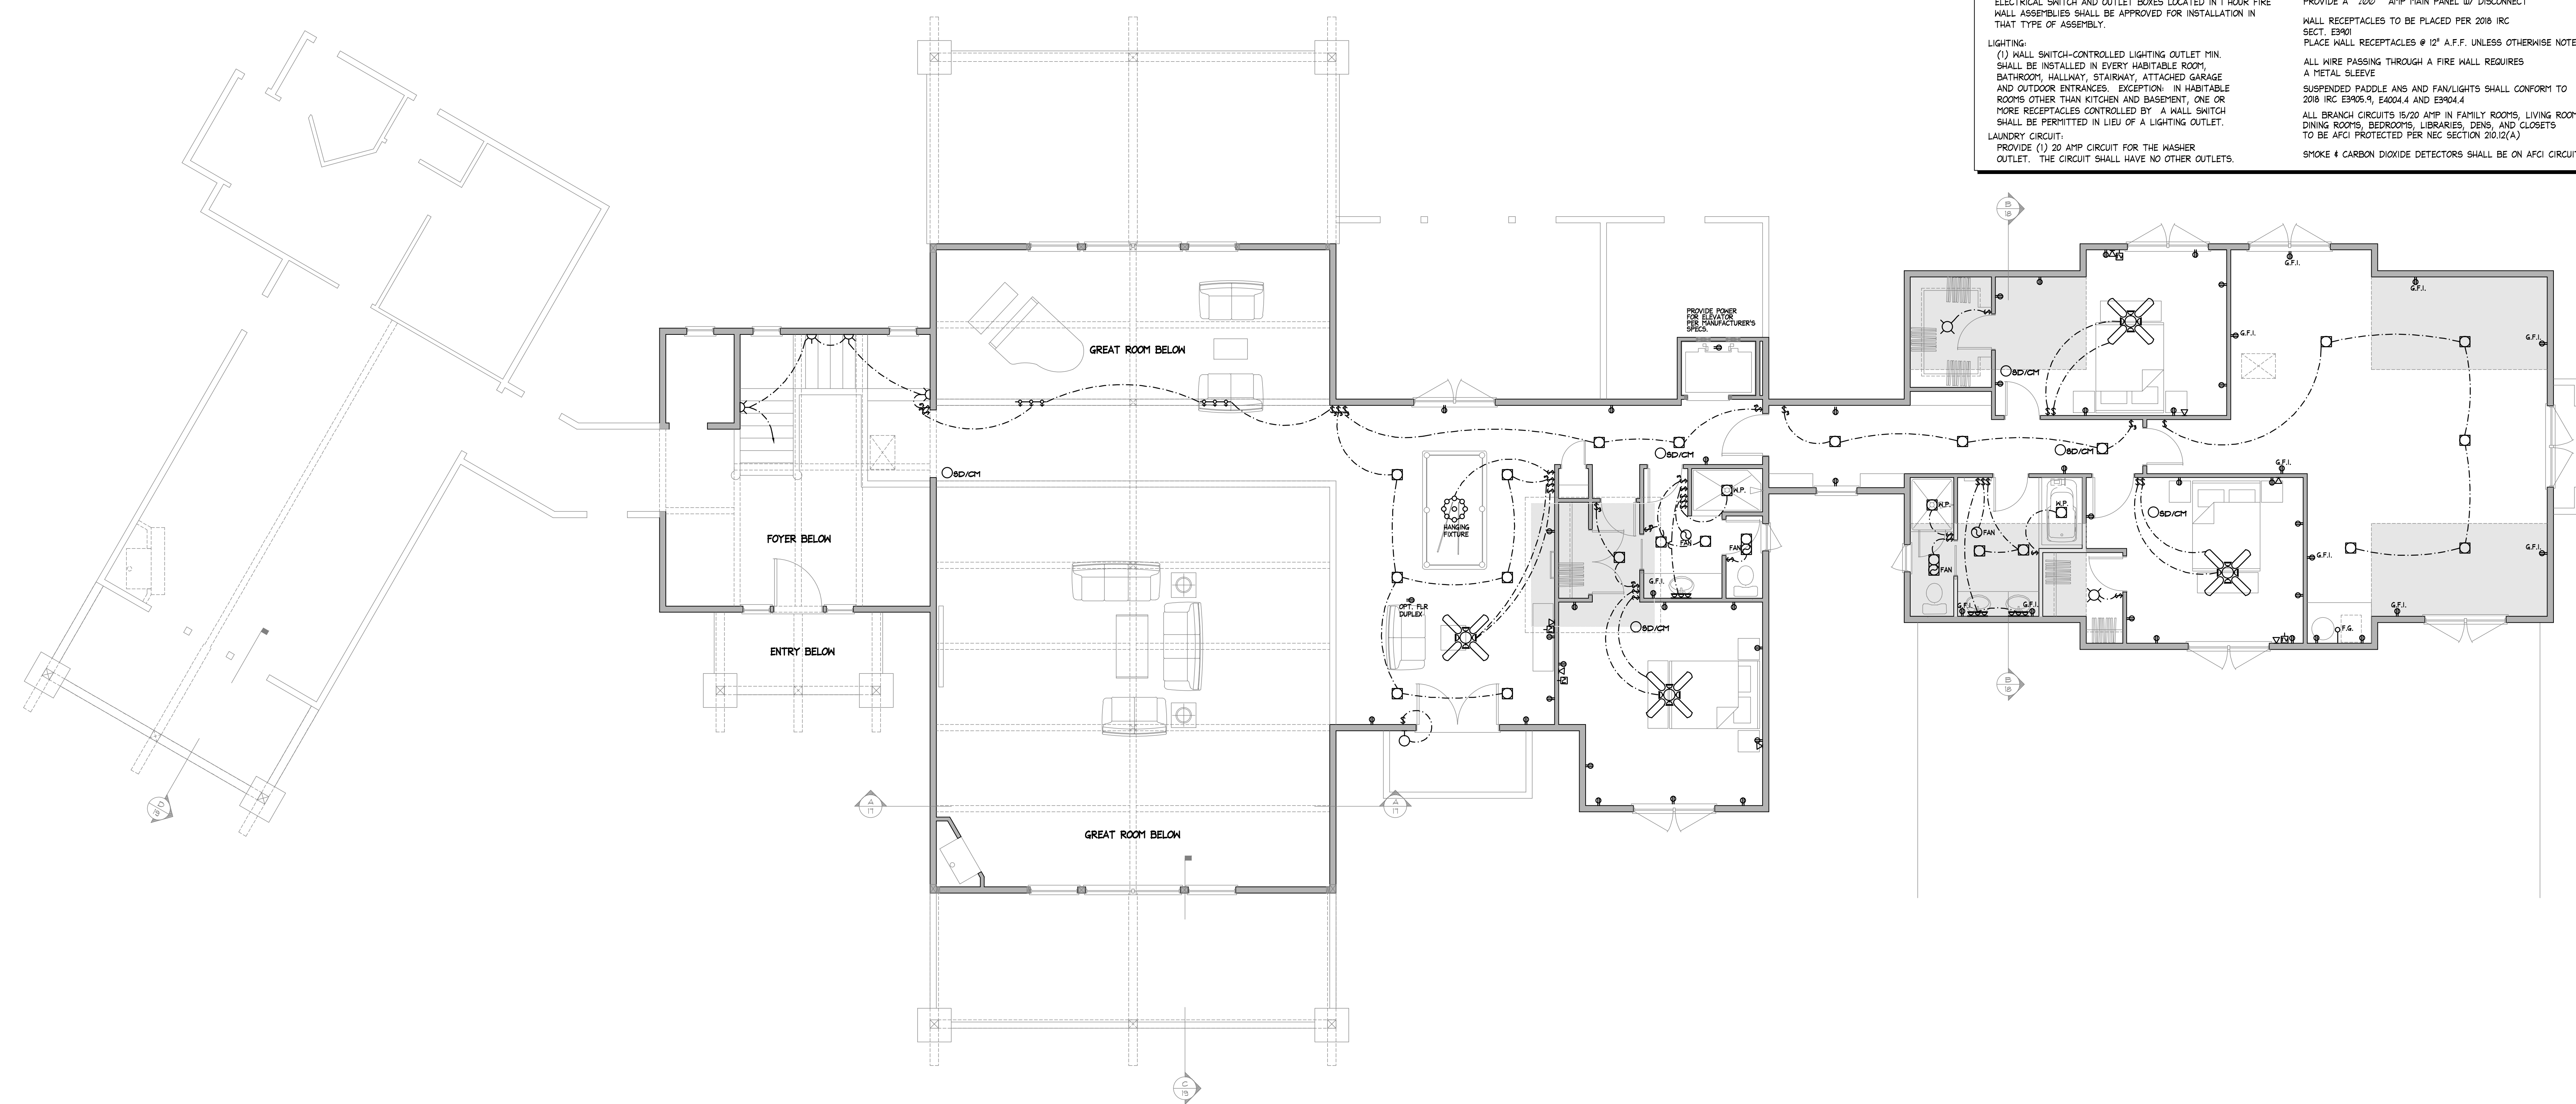 ELECTRICAL SWITCH AND OUTLET BOXES LOCATED IN 1 HOUR FIRE
WALL ASSEMBLIES SHALL BE APPROVED FOR INSTALLATION IN
THAT TYPE OF ASSEMBLY.
LIGHTING:
(1) WALL SWITCH-CONTROLLED LIGHTING OUTLET MIN.
SHALL BE INSTALLED IN EVERY HABITABLE ROOM,
BATHROOM, HALLWAY, STAIRWAY, ATTACHED GARAGE
AND OUTDOOR ENTRANCES. EXCEPTION: IN HABITABLE
ROOMS OTHER THAN KITCHEN AND BASEMENT, ONE OR
MORE RECEPTACLES CONTROLLED BY A WALL SWITCH
SHALL BE PERMITTED IN LIEU OF A LIGHTING OUTLET.
LAUNDRY CIRCUIT:
PROVIDE (1) 20 AMP CIRCUIT FOR THE WASHER
OUTLET. THE CIRCUIT SHALL HAVE NO OTHER OUTLETS.
PROVIDE A "200" AMP MAIN PANEL W/ DISCONNECT
WALL RECEPTACLES TO BE PLACED PER 2018 IRC
SECT. E3901
PLACE WALL RECEPTACLES @ 12" A.F.F. UNLESS OTHERWISE NOTE
ALL WIRE PASSING THROUGH A FIRE WALL REQUIRES
A METAL SLEEVE
SUSPENDED PADDLE ANS AND FAN/LIGHTS SHALL CONFORM TO
2018 IRC E3905.9, E4004.4 AND E3904.4
ALL BRANCH CIRCUITS 15/20 AMP IN FAMILY ROOMS, LIVING ROOM
DINING ROOMS, BEDROOMS, LIBRARIES, DENS, AND CLOSETS
TO BE AFCI PROTECTED PER NEC SECTION 210.12(A)
SMOKE & CARBON DIOXIDE DETECTORS SHALL BE ON AFCI CIRCUI
B
18
G.F.I.
G.F.I.
PROVIDE POWER
FOR ELEVATOR
PER MANUFACTURER'S
SPECS.
G.F.I.
G.F.I.
GREAT ROOM BELOW
SD/CM
SD/CM
SD/CM
SD/CM
W.P.
W.P.
W.P.
SD/CM
HANGING
FIXTURE
FAN
FAN
FAN
FAN
G.F.I.
G.F.I.
FOYER BELOW
G.F.I.
OPT. FLR
DUPLEX
G.F.I.
G.F.I.
G.F.I.
SD/CM
F.G.
ENTRY BELOW
B
18
D
19
A
17
A
17
GREAT ROOM BELOW
C
19